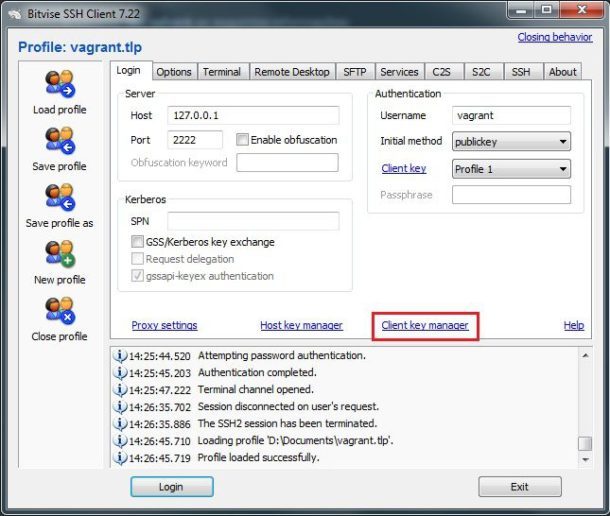 Bitvise SSH Client 7.22
Profile: vagrant.tlp
Closing behavior
Load profile
Save profile
Save profile as
New profile
Close profile
Login Options Terminal Remote Desktop SFTP Services C2S S2C SSH About
Server
Host 127.0.0.1
Port 2222 Enable obfuscation
Obfuscation keyword
Kerberos
SPN
GSS/Kerberos key exchange
Request delegation
gssapi-keyex authentication
Authentication
Username vagrant
Initial method publickey
Client key Profile 1
Passphrase
Proxy settings Host key manager Client key manager Help
14:25:44.520 Attempting password authentication.
14:25:45.203 Authentication completed.
14:25:47.222 Terminal channel opened.
14:26:35.702 Session disconnected on user's request.
14:26:35.886 The SSH2 session has been terminated.
14:26:45.710 Loading profile 'D:\Documents\vagrant.tlp'.
14:26:45.719 Profile loaded successfully.
Login Exit